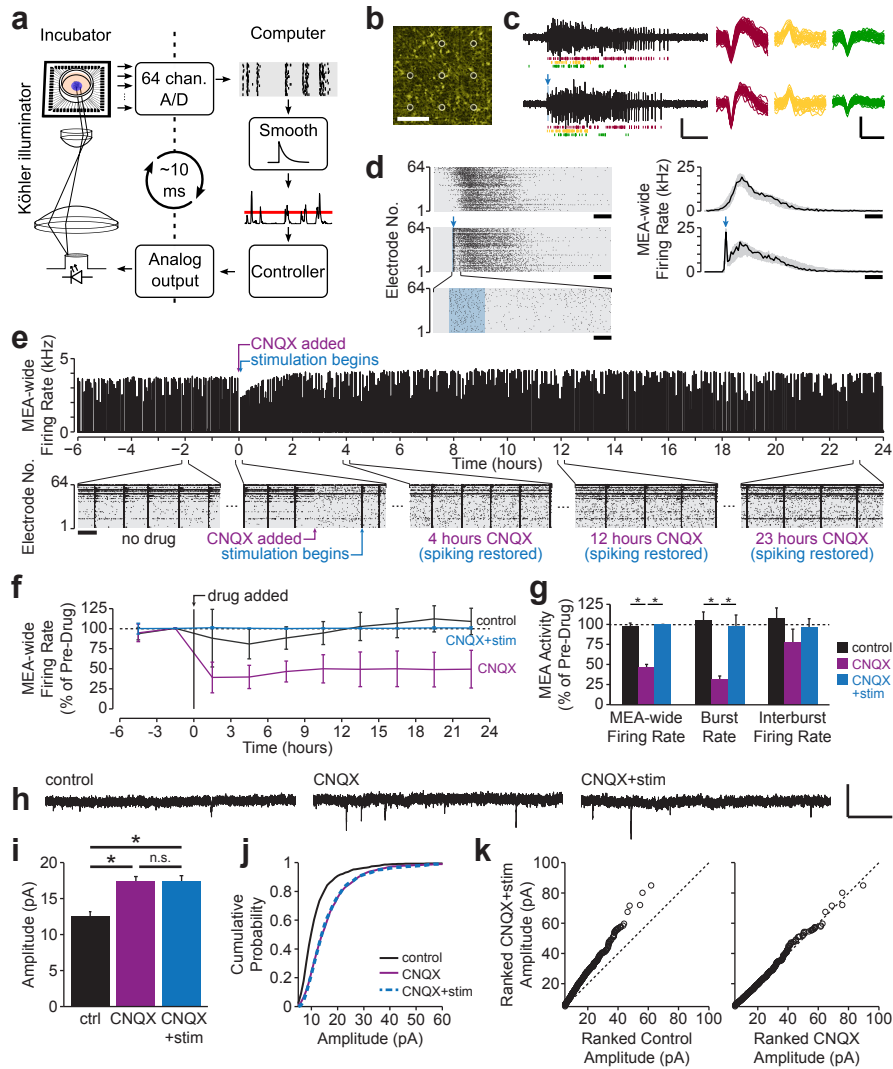 a
Incubator
Computer
64 chan.
A/D
Köhler illuminator
~10
ms
Smooth
Analog
output
Controller
b
c
d
64
1
64
1
64
1
Electrode No.
25
0
25
0
MEA-wide
Firing Rate (kHz)
e
CNQX added
stimulation begins
MEA-wide
Firing Rate (kHz)
5
0
-6 -4 -2 0 2 4 6 8 10 12 14 16 18 20 22 24
Time (hours)
Electrode No.
64
1
... ... ... ...
no drug
CNQX added
stimulation begins
4 hours CNQX
(spiking restored)
12 hours CNQX
(spiking restored)
23 hours CNQX
(spiking restored)
f
drug added
MEA-wide
Firing Rate
(% of Pre-Drug)
125
100
75
50
25
0
control
CNQX+stim
CNQX
-6 -3 0 3 6 9 12 15 18 21 24
Time (hours)
g
MEA Activity
(% of Pre-Drug)
125
100
75
50
25
0
* * * *
control
CNQX
CNQX
+stim
MEA-wide
Firing Rate
Burst
Rate
Interburst
Firing Rate
h
control
CNQX
CNQX+stim
i
*
* n.s.
Amplitude (pA)
20
15
10
5
0
ctrl CNQX CNQX
+stim
j
Cumulative
Probability
1
0.8
0.6
0.4
0.2
0
control
CNQX
CNQX+stim
10 20 30 40 50 60
Amplitude (pA)
k
Ranked CNQX+stim
Amplitude (pA)
100
80
60
40
20
20 40 60 80 100
Ranked Control
Amplitude (pA)
20 40 60 80 100
Ranked CNQX
Amplitude (pA)